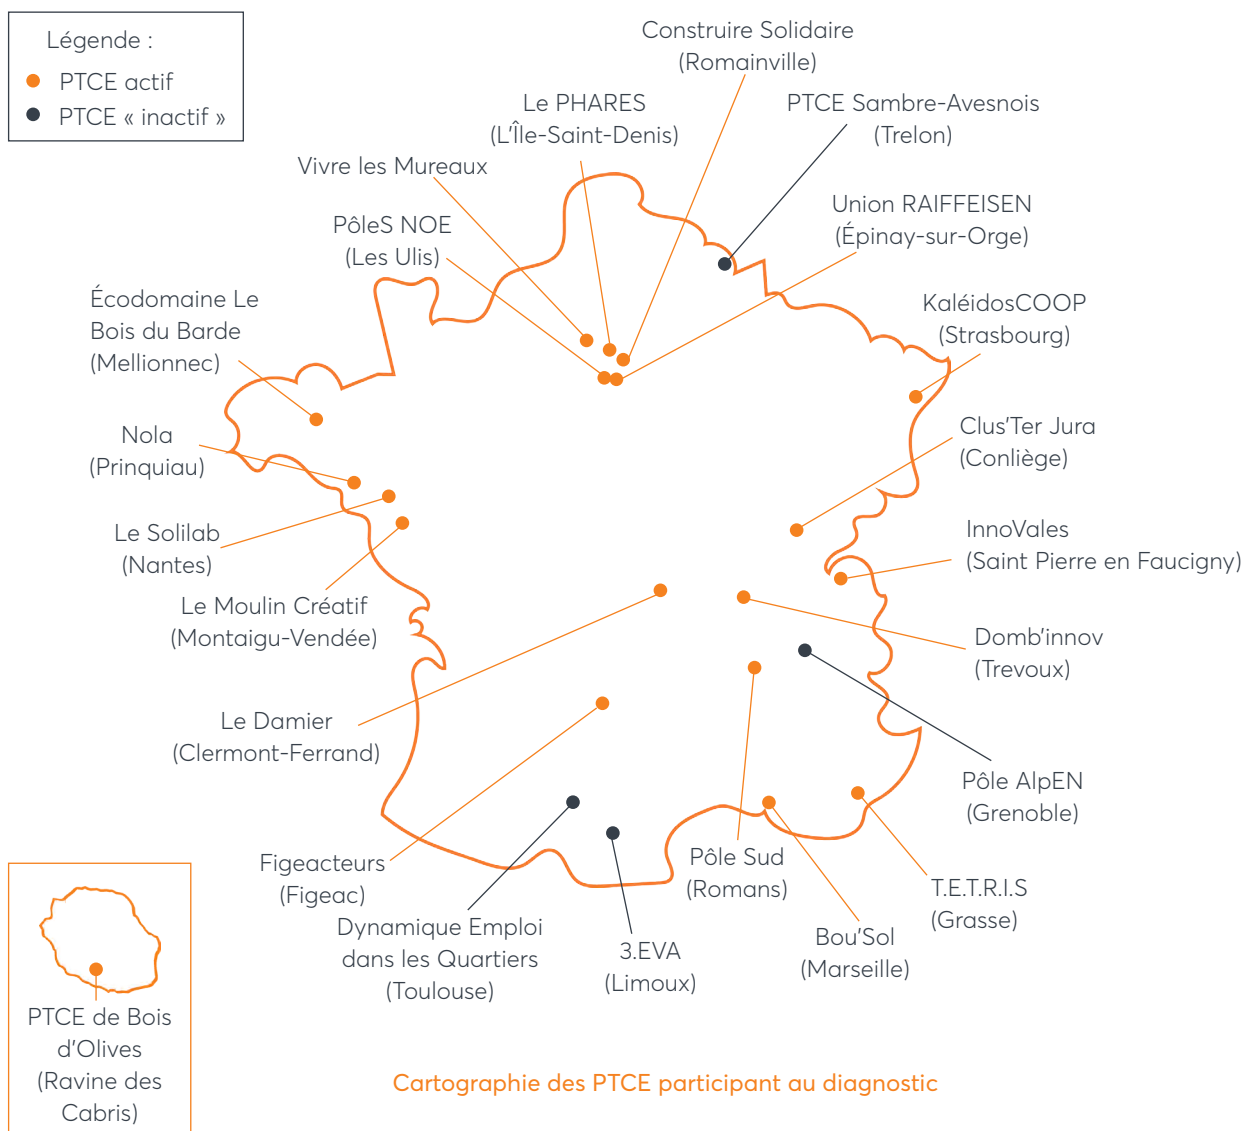 Légende :
PTCE actif
PTCE « inactif »
Construire Solidaire
(Romainville)
Le PHARES
(L'Île-Saint-Denis)
PTCE Sambre-Avesnois
(Trelon)
Vivre les Mureaux
Union RAIFFEISEN
(Épinay-sur-Orge)
PôleS NOE
(Les Ulis)
Écodomaine Le
Bois du Barde
(Mellionnec)
KaléidosCOOP
(Strasbourg)
Nola
(Prinquiau)
Clus'Ter Jura
(Conliège)
Le Solilab
(Nantes)
InnoVales
(Saint Pierre en Faucigny)
Le Moulin Créatif
(Montaigu-Vendée)
Domb'innov
(Trevoux)
Le Damier
(Clermont-Ferrand)
Pôle AlpEN
(Grenoble)
Figeacteurs
(Figeac)
Pôle Sud
(Romans)
T.E.T.R.I.S
(Grasse)
Dynamique Emploi
dans les Quartiers
(Toulouse)
3.EVA
(Limoux)
Bou'Sol
(Marseille)
PTCE de Bois
d'Olives
(Ravine des
Cabris)
Cartographie des PTCE participant au diagnostic